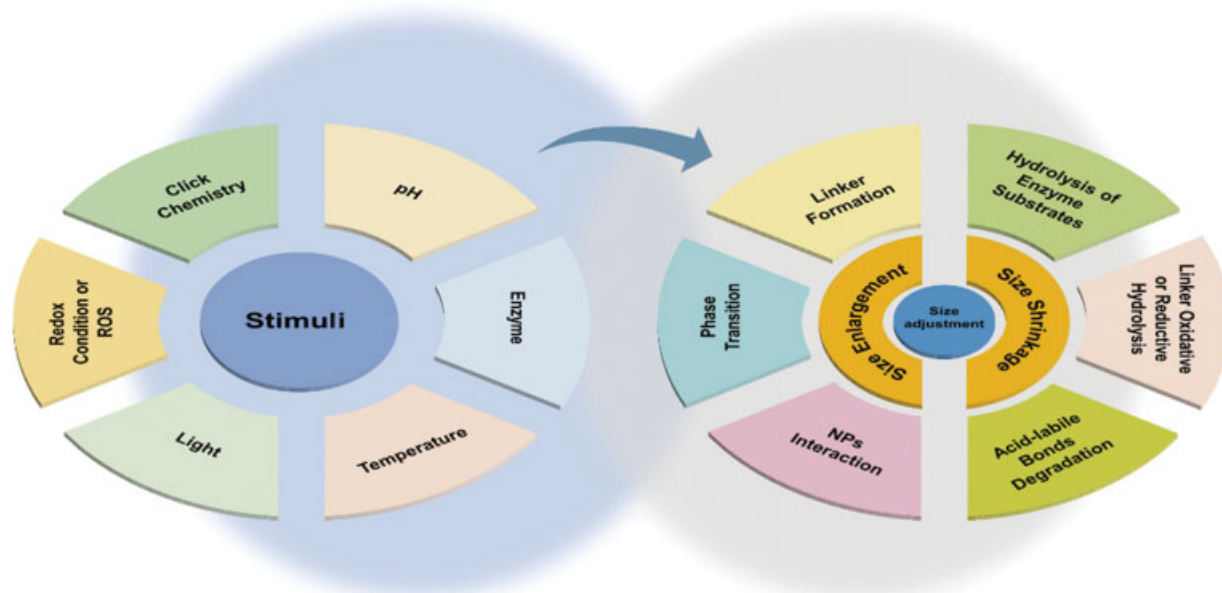 Click
Chemistry
pH
Redox
Condition or
ROS
Stimuli
Enzyme
Light
Temperature
Linker
Formation
Hydrolysis of
Enzyme
Substrates
Phase
Transition
Size Enlargement
Size
adjustment
Size Shrinkage
Linker Oxidative
or Reductive
Hydrolysis
NPs
Interaction
Acid-labile
Bonds
Degradation